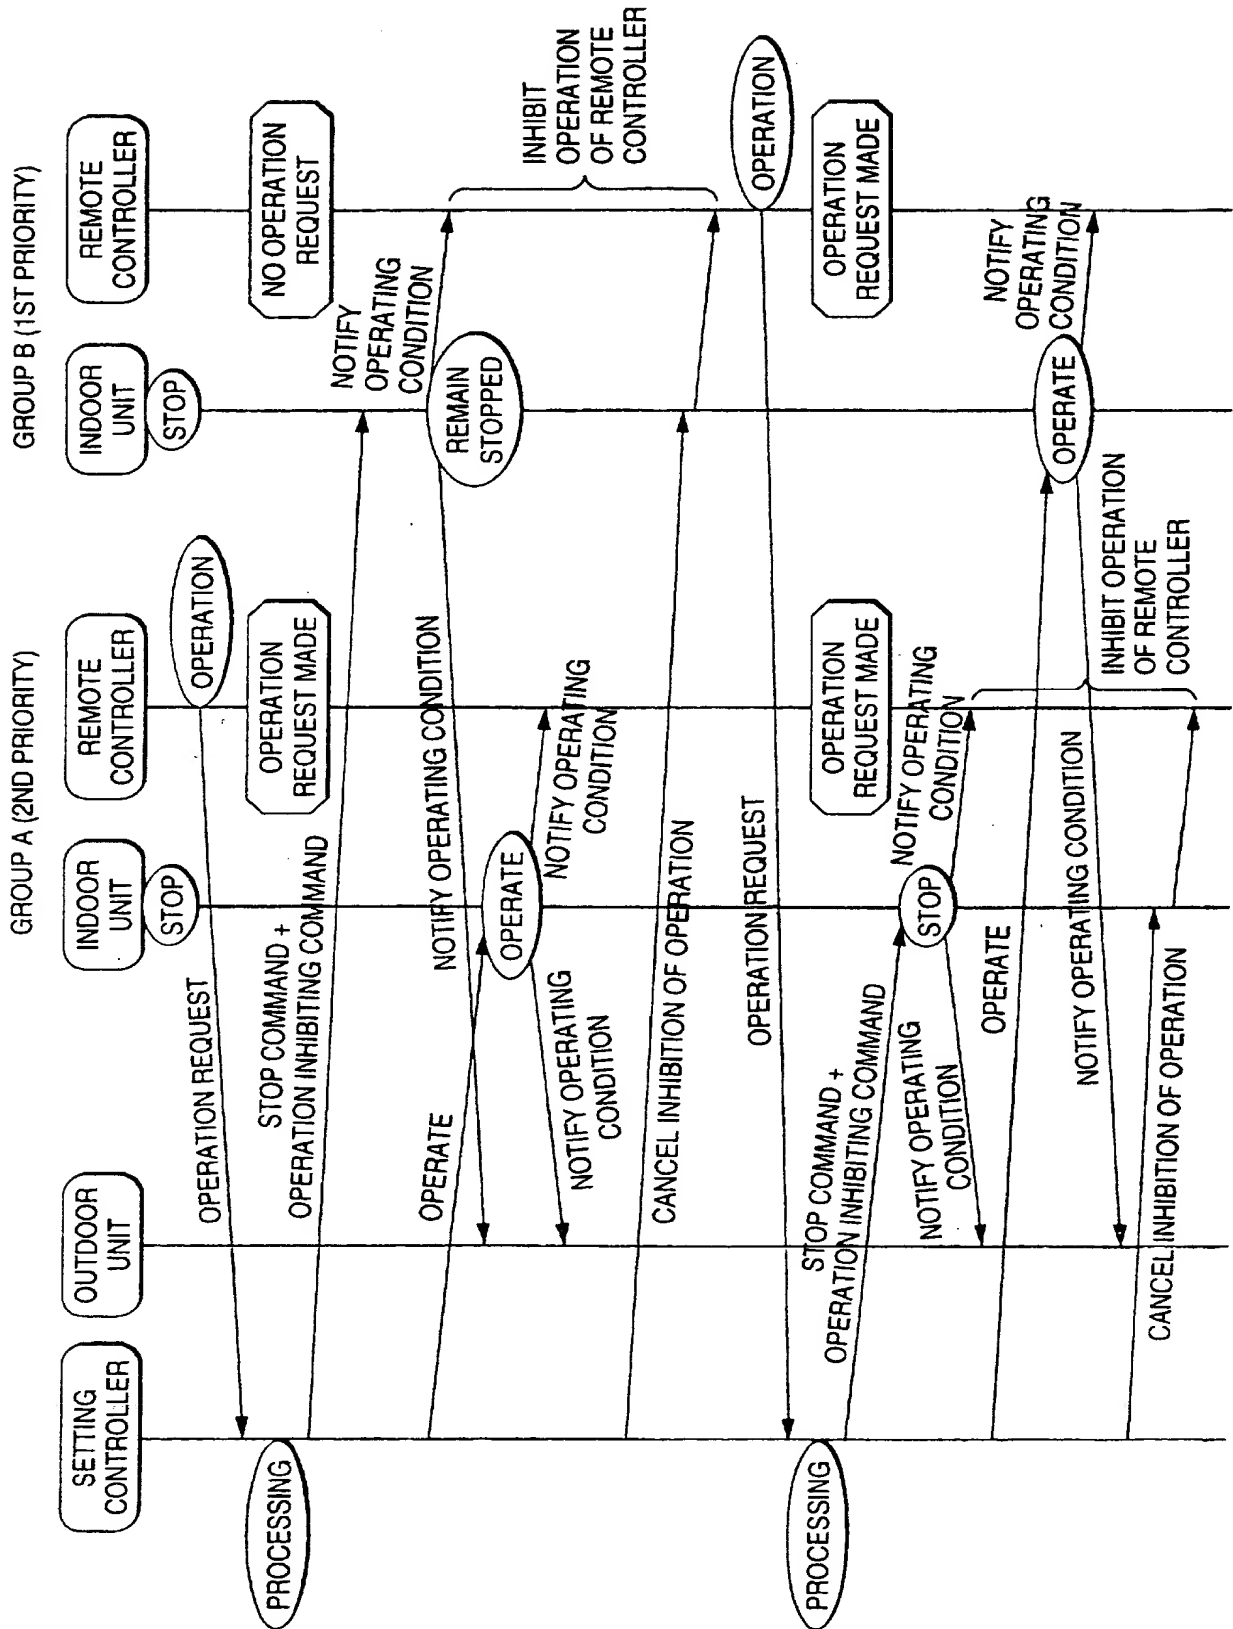 GROUP A (2ND PRIORITY)
GROUP B (1ST PRIORITY)
SETTING
CONTROLLER
OUTDOOR
UNIT
INDOOR
UNIT
REMOTE
CONTROLLER
INDOOR
UNIT
REMOTE
CONTROLLER
STOP
STOP
OPERATION
OPERATION REQUEST
PROCESSING
OPERATION
REQUEST MADE
NO OPERATION
REQUEST
STOP COMMAND +
OPERATION INHIBITING COMMAND
NOTIFY
OPERATING
CONDITION
REMAIN
STOPPED
NOTIFY OPERATING CONDITION
INHIBIT
OPERATION
OF REMOTE
CONTROLLER
OPERATE
OPERATE
NOTIFY OPERATING
CONDITION
NOTIFY OPERATING
CONDITION
CANCEL INHIBITION OF OPERATION
OPERATION
OPERATION REQUEST
PROCESSING
OPERATION
REQUEST MADE
OPERATION
REQUEST MADE
STOP COMMAND +
OPERATION INHIBITING COMMAND
STOP
NOTIFY OPERATING
CONDITION
NOTIFY OPERATING
CONDITION
OPERATE
OPERATE
NOTIFY
OPERATING
CONDITION
NOTIFY OPERATING CONDITION
INHIBIT OPERATION
OF REMOTE
CONTROLLER
CANCEL INHIBITION OF OPERATION